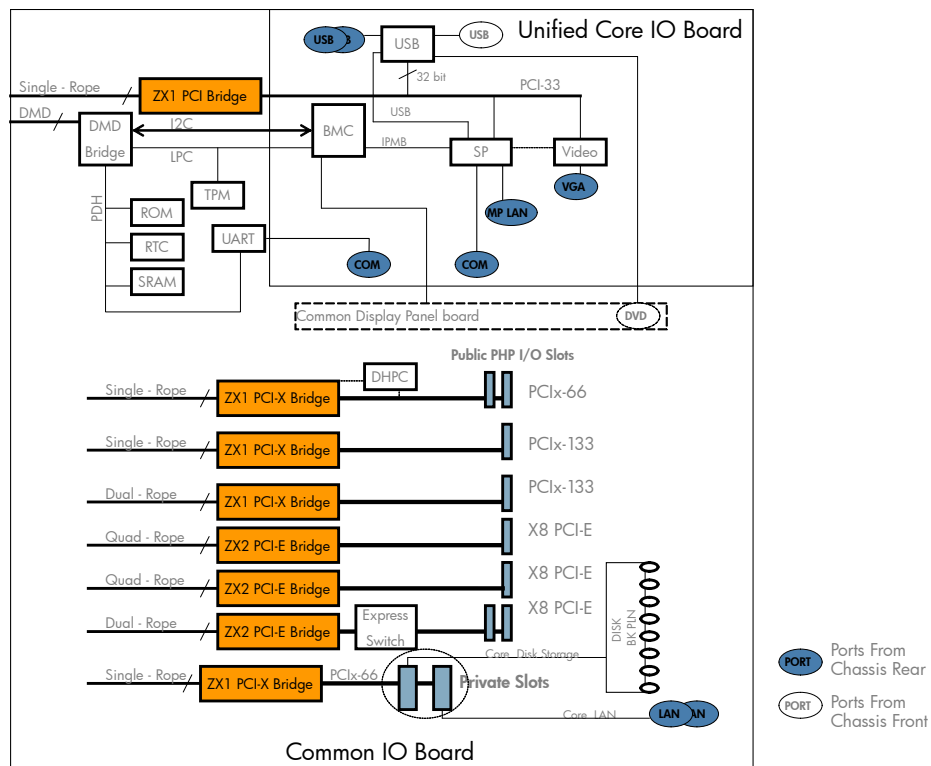 Unified Core IO Board
USB
USB
USB
32 bit
PCI-33
Single - Rope
ZX1 PCI Bridge
DMD
DMD
Bridge
I2C
BMC
USB
IPMB
SP
Video
LPC
TPM
VGA
MP LAN
PDH
ROM
RTC
SRAM
UART
COM
COM
Common Display Panel board
DVD
Public PHP I/O Slots
DHPC
Single - Rope
ZX1 PCI-X Bridge
PCIx-66
Single - Rope
ZX1 PCI-X Bridge
PCIx-133
Dual - Rope
ZX1 PCI-X Bridge
PCIx-133
Quad - Rope
ZX2 PCI-E Bridge
X8 PCI-E
Quad - Rope
ZX2 PCI-E Bridge
X8 PCI-E
Dual - Rope
ZX2 PCI-E Bridge
Express
Switch
X8 PCI-E
DISK
BK PLN
Core Disk Storage
Single - Rope
ZX1 PCI-X Bridge
PCIx-66
Private Slots
Core LAN
LAN
Common IO Board
PORT
Ports From
Chassis Rear
PORT
Ports From
Chassis Front